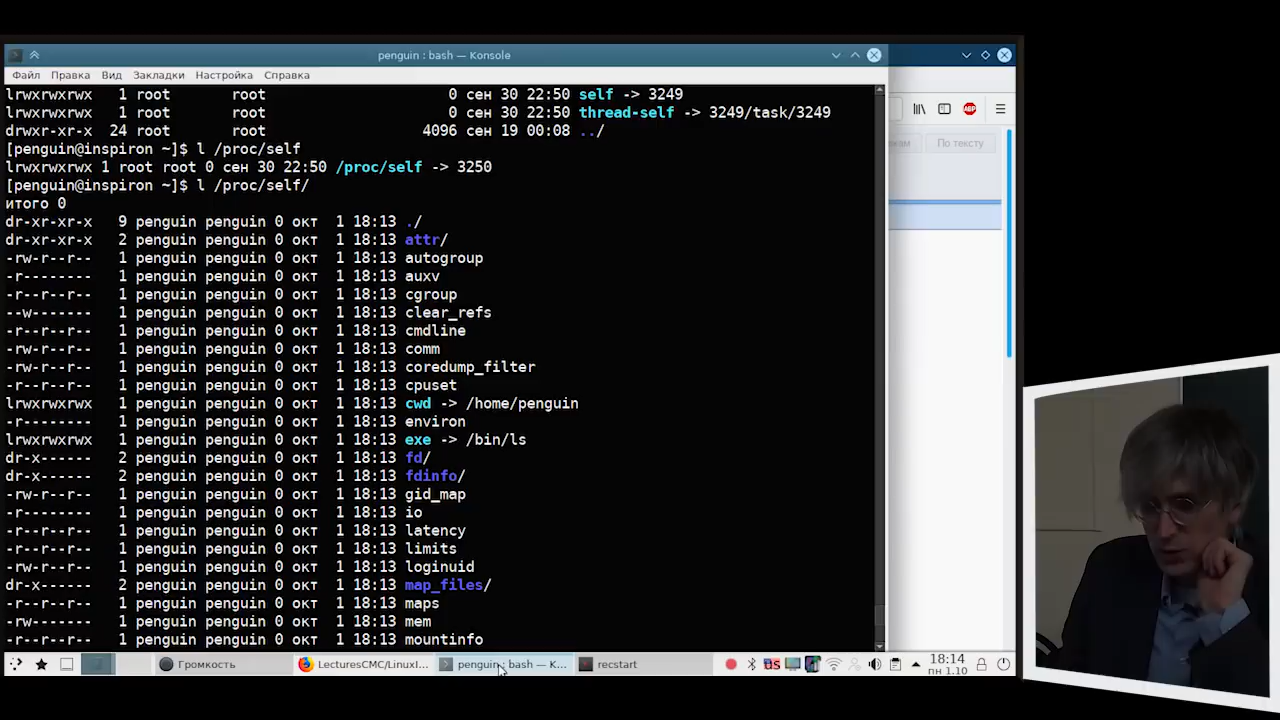 penguin : bash — Konsole
Файл Правка Вид Закладки Настройка Справка
lrwxrwxrwx 1 root root 0 сен 30 22:50 self -> 3249
lrwxrwxrwx 1 root root 0 сен 30 22:50 thread-self -> 3249/task/3249
drwxr-xr-x 24 root root 4096 сен 19 00:08 ../
[penguin@inspiron ~]$ l /proc/self
lrwxrwxrwx 1 root root 0 сен 30 22:50 /proc/self -> 3250
[penguin@inspiron ~]$ l /proc/self/
итого 0
dr-xr-xr-x 9 penguin penguin 0 окт 1 18:13 ./
dr-xr-xr-x 2 penguin penguin 0 окт 1 18:13 attr/
-rw-r--r-- 1 penguin penguin 0 окт 1 18:13 autogroup
-r-------- 1 penguin penguin 0 окт 1 18:13 auxv
-r--r--r-- 1 penguin penguin 0 окт 1 18:13 cgroup
--w------- 1 penguin penguin 0 окт 1 18:13 clear_refs
-r--r--r-- 1 penguin penguin 0 окт 1 18:13 cmdline
-rw-r--r-- 1 penguin penguin 0 окт 1 18:13 comm
-rw-r--r-- 1 penguin penguin 0 окт 1 18:13 coredump_filter
-r--r--r-- 1 penguin penguin 0 окт 1 18:13 cpuset
lrwxrwxrwx 1 penguin penguin 0 окт 1 18:13 cwd -> /home/penguin
-r-------- 1 penguin penguin 0 окт 1 18:13 environ
lrwxrwxrwx 1 penguin penguin 0 окт 1 18:13 exe -> /bin/ls
dr-x------ 2 penguin penguin 0 окт 1 18:13 fd/
dr-x------ 2 penguin penguin 0 окт 1 18:13 fdinfo/
-rw-r--r-- 1 penguin penguin 0 окт 1 18:13 gid_map
-r-------- 1 penguin penguin 0 окт 1 18:13 io
-r--r--r-- 1 penguin penguin 0 окт 1 18:13 latency
-r--r--r-- 1 penguin penguin 0 окт 1 18:13 limits
-rw-r--r-- 1 penguin penguin 0 окт 1 18:13 loginuid
dr-x------ 2 penguin penguin 0 окт 1 18:13 map_files/
-r--r--r-- 1 penguin penguin 0 окт 1 18:13 maps
-rw------- 1 penguin penguin 0 окт 1 18:13 mem
-r--r--r-- 1 penguin penguin 0 окт 1 18:13 mountinfo
ABP
По тексту
Громкость
LecturesCMC/LinuxI...
penguin : bash — K...
recstart
us
18:14
пн 1.10